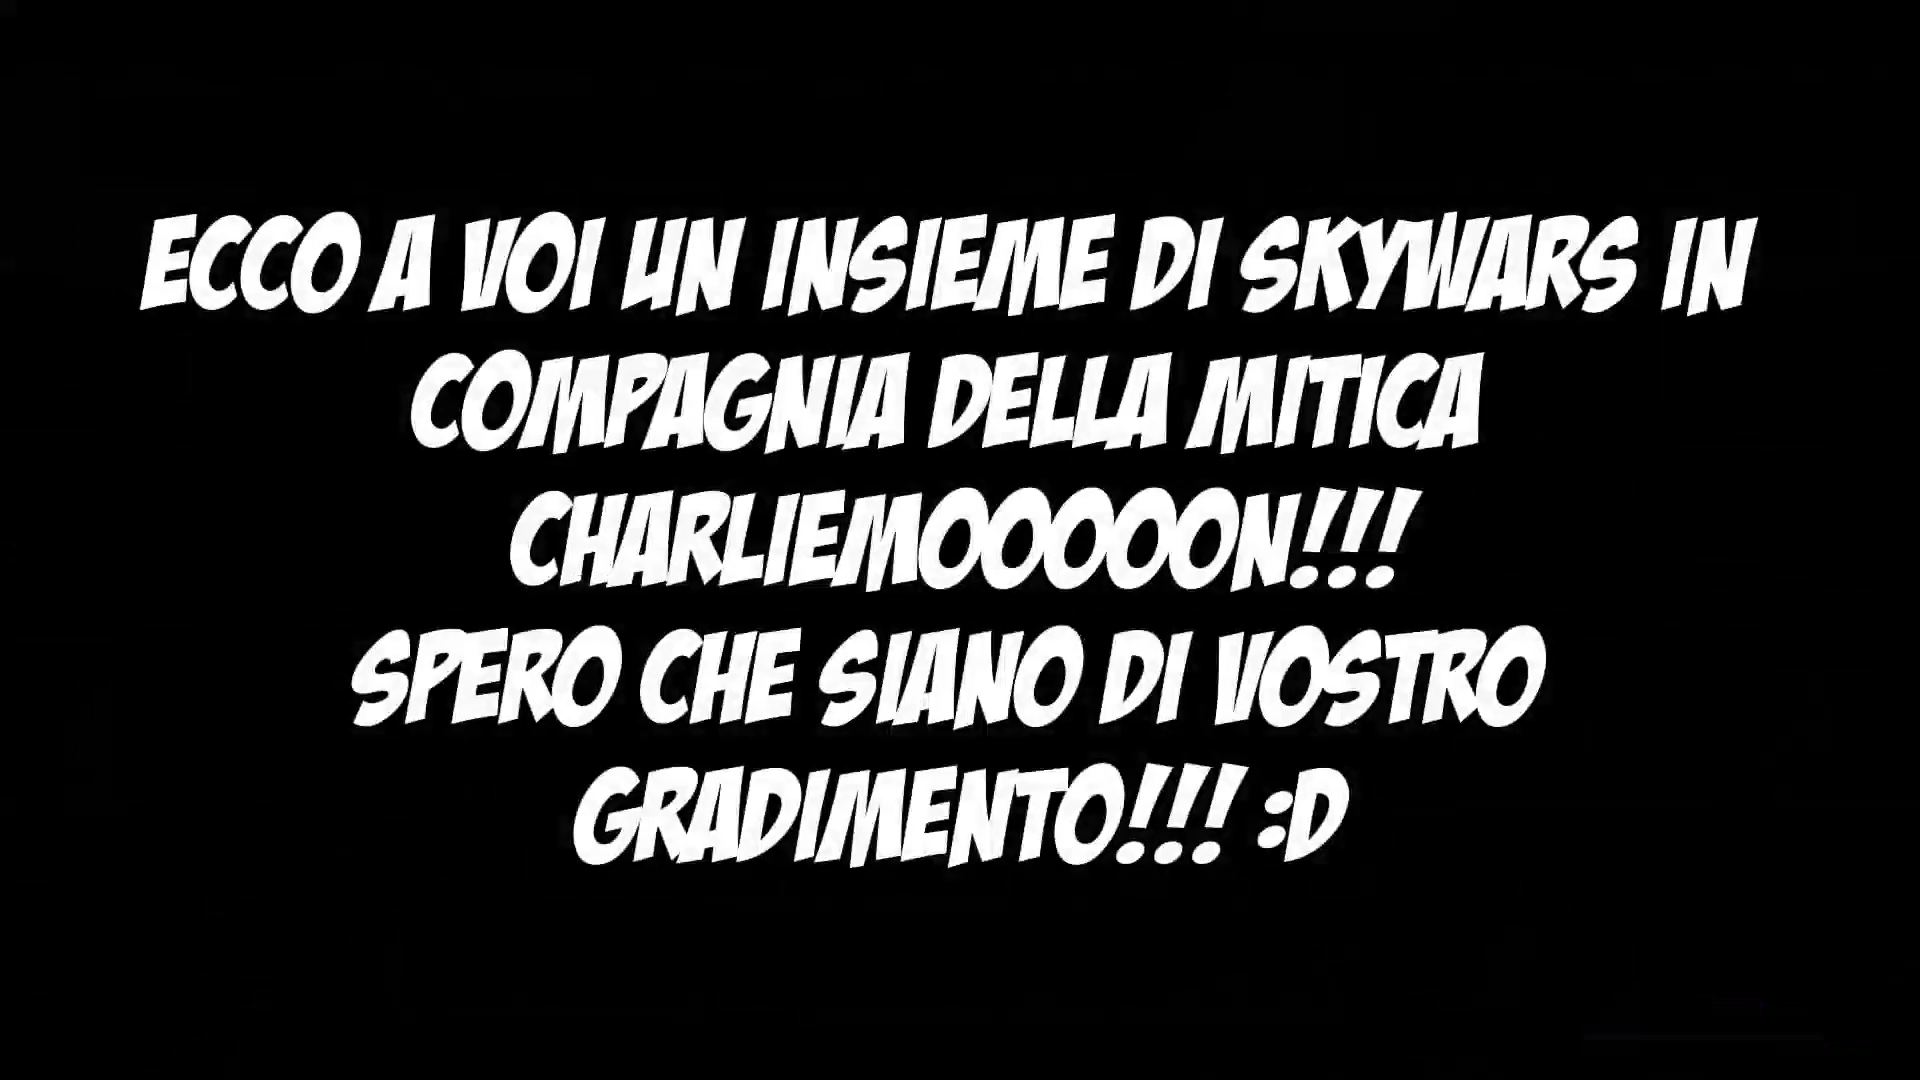 ECCO A VOI UN INSIEME DI SKYWARS IN
COMPAGNIA DELLA MITICA
CHARLIEMOOOOON!!!
SPERO CHE SIANO DI VOSTRO
GRADIMENTO!!! :D